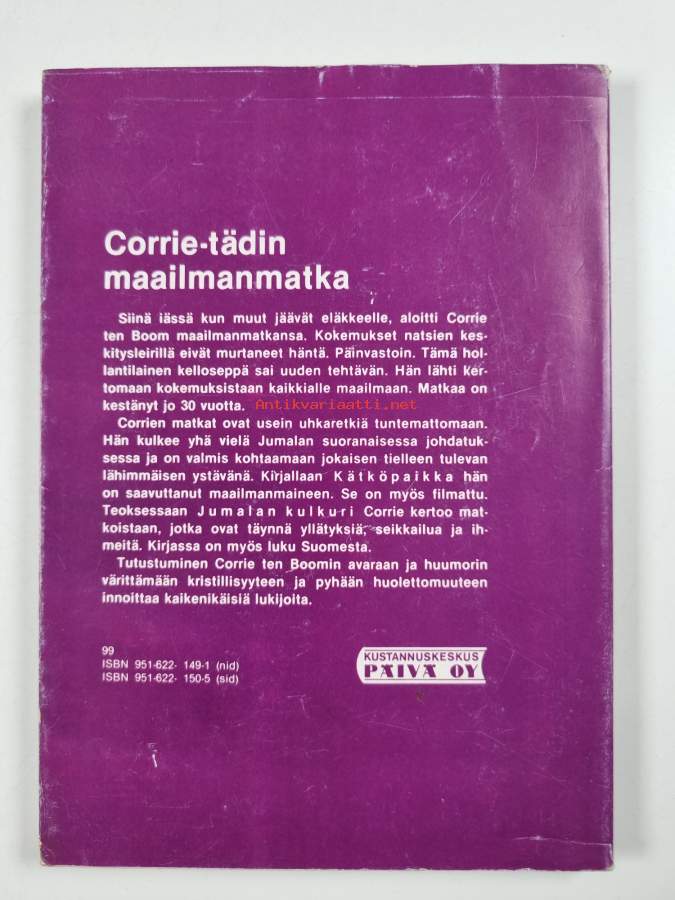 Corrie-tädin
maailmanmatka
Siinä iässä kun muut jäävät eläkkeelle, aloitti Corrie
ten Boom maailmanmatkansa. Kokemukset natsien kes-
kitysleirillä eivät murtaneet häntä. Päinvastoin. Tämä hol-
lantilainen kelloseppä sai uuden tehtävän. Hän lähti ker-
tomaan kokemuksistaan kaikkialle maailmaan. Matkaa on
kestänyt jo 30 vuotta. Antikvariaatti.net
Corrien matkat ovat usein uhkaretkiä tuntemattomaan.
Hän kulkee yhä vielä Jumalan suoranaisessa johdatuk-
sessa ja on valmis kohtaamaan jokaisen tielleen tulevan
lähimmäisen ystävänä. Kirjallaan Kätköpaikka hän
on saavuttanut maailmanmaineen. Se on myös filmattu.
Teoksessaan Jumalan kulkuri Corrie kertoo mat-
koistaan, jotka ovat täynnä yllätyksiä, seikkailua ja ih-
meitä. Kirjassa on myös luku Suomesta.
Tutustuminen Corrie ten Boomin avaraan ja huumorin
värittämään kristillisyyteen ja pyhään huolettomuuteen
innoittaa kaikenikäisiä lukijoita.
99
ISBN 951-622- 149-1 (nid)
ISBN 951-622- 150-5 (sid)
KUSTANNUSKESKUS
PÄIVÄ OY